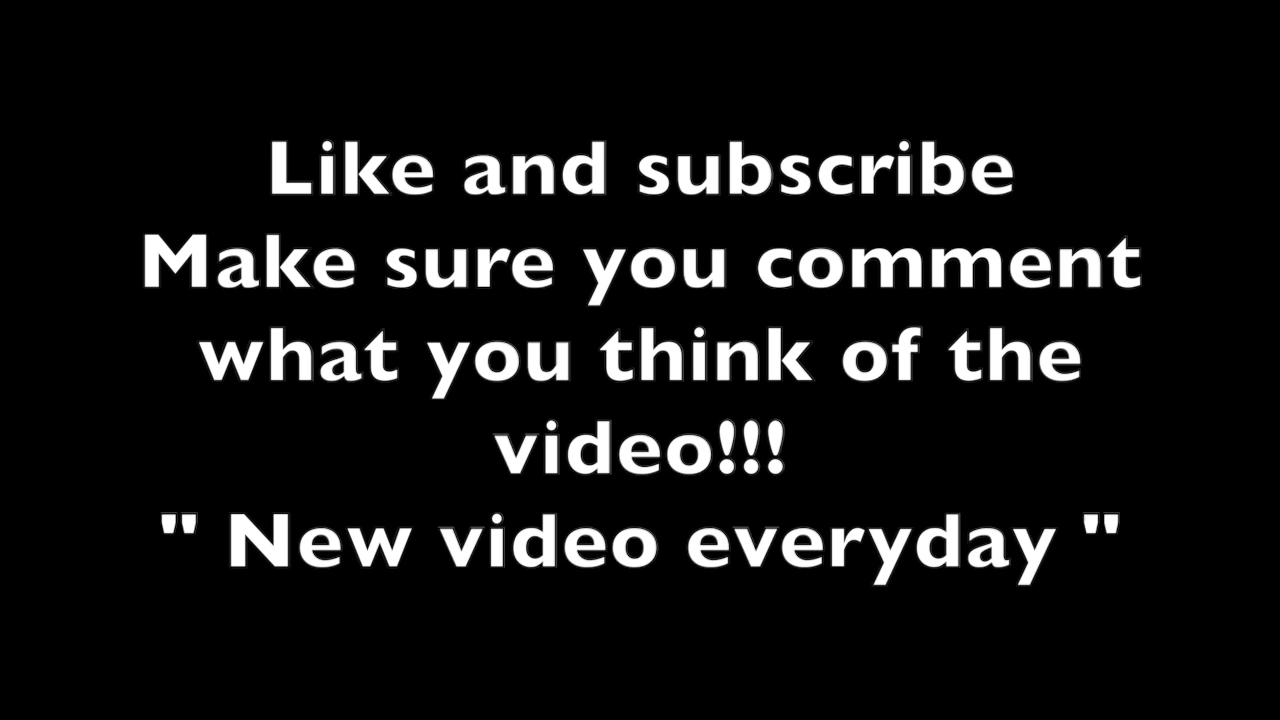 Like and subscribe
Make sure you comment
what you think of the
video!!!
" New video everyday "